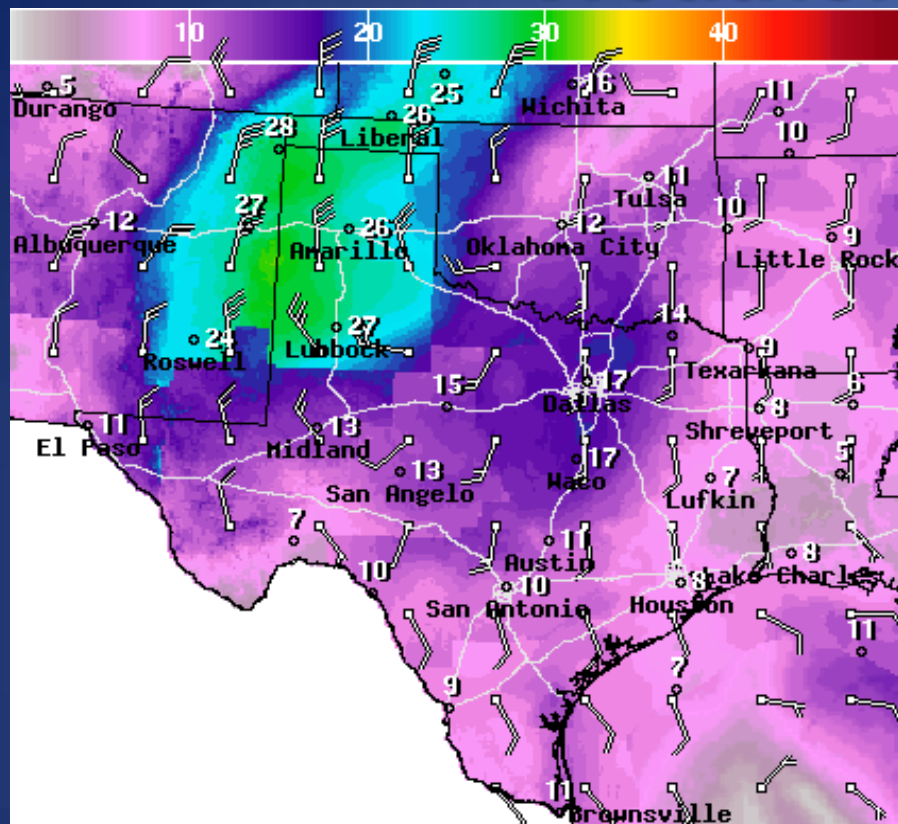 10 20 30 40
5
Durango
25
16
Wichita
11
26
Liberal
28
10
11
Tulsa
12
Albuquerque
27
26
Amarillo
12
Oklahoma City
10
9
Little Rock
24
Roswell
27
Lubbock
14
9
Texarkana
15
17
Dallas
8
Shreveport
6
11
El Paso
13
Midland
13
San Angelo
17
Waco
7
Lufkin
5
7
11
Austin
8
Lake Charles
10
10
San Antonio
8
Houston
11
9
7
11
Brownsville